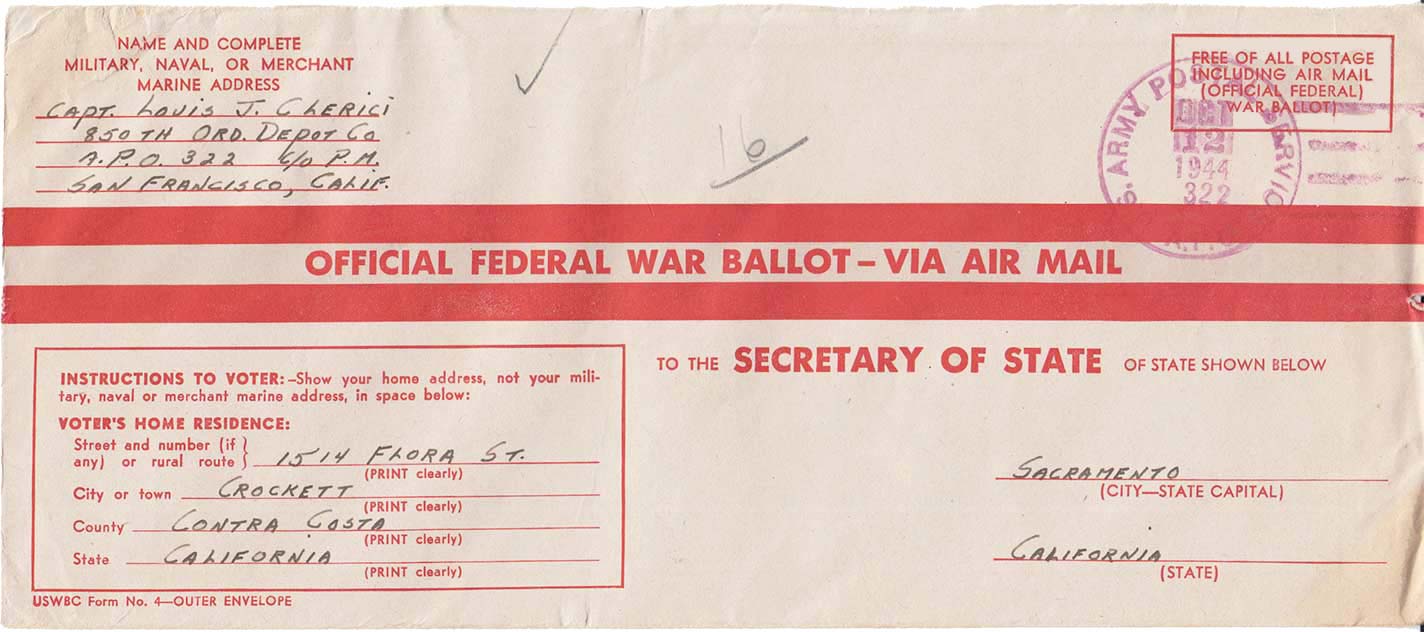 NAME AND COMPLETE
MILITARY, NAVAL, OR MERCHANT
MARINE ADDRESS
CAPT. LOUIS J. CLERICI
850TH ORD. DEPOT CO
A.P.O. 322 C/O P.M.
SAN FRANCISCO, CALIF.
16
FREE OF ALL POSTAGE
INCLUDING AIR MAIL
(OFFICIAL FEDERAL)
WAR BALLOT)
S. ARMY POSTAL SERVICE
OCT
12
1944
322
A.P.O.
OFFICIAL FEDERAL WAR BALLOT – VIA AIR MAIL
TO THE SECRETARY OF STATE OF STATE SHOWN BELOW
INSTRUCTIONS TO VOTER:–Show your home address, not your mili-
tary, naval or merchant marine address, in space below:
VOTER'S HOME RESIDENCE:
Street and number (if
any) or rural route } 1514 FLORA ST.
(PRINT clearly)
City or town CROCKETT
(PRINT clearly)
County CONTRA COSTA
(PRINT clearly)
State CALIFORNIA
(PRINT clearly)
USWBC Form No. 4—OUTER ENVELOPE
SACRAMENTO
(CITY—STATE CAPITAL)
CALIFORNIA
(STATE)